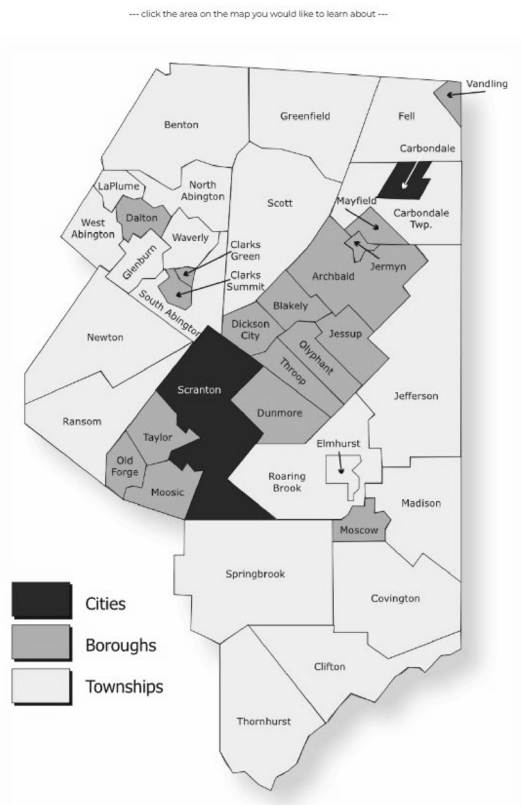 --- click the area on the map you would like to learn about ---
Vandling
Benton
Greenfield
Fell
Carbondale
LaPlume
North
Abington
Scott
Mayfield
Carbondale
Twp.
West
Abington
Dalton
Waverly
Glenburn
Clarks
Green
Clarks
Summit
Archbald
Jermyn
South Abington
Blakely
Dickson
City
Jessup
Olyphant
Throop
Newton
Scranton
Jefferson
Ransom
Dunmore
Taylor
Elmhurst
Old
Forge
Moosic
Roaring
Brook
Madison
Moscow
Springbrook
Covington
Cities
Boroughs
Townships
Clifton
Thornhurst